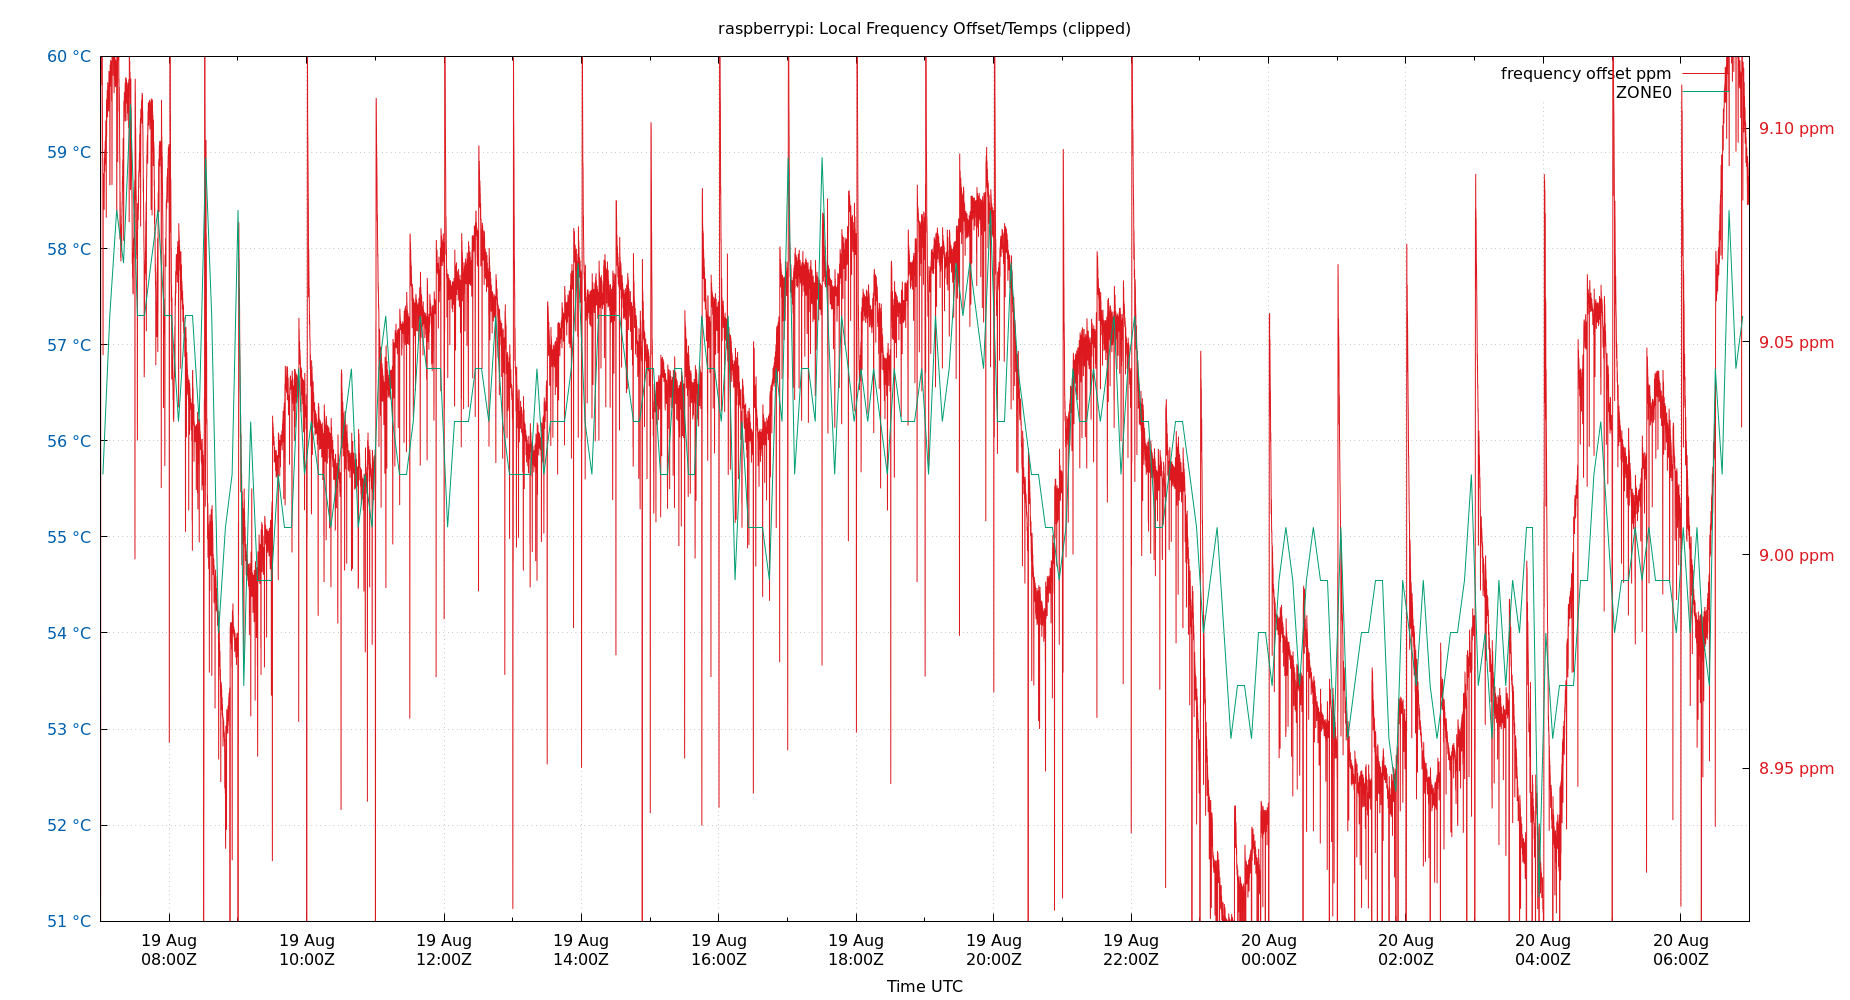 raspberrypi: Local Frequency Offset/Temps (clipped)
frequency offset ppm
ZONE0
60 °C
59 °C
58 °C
57 °C
56 °C
55 °C
54 °C
53 °C
52 °C
51 °C
9.10 ppm
9.05 ppm
9.00 ppm
8.95 ppm
19 Aug 19 Aug 19 Aug 19 Aug 19 Aug 19 Aug 19 Aug 19 Aug 20 Aug 20 Aug 20 Aug 20 Aug
08:00Z 10:00Z 12:00Z 14:00Z 16:00Z 18:00Z 20:00Z 22:00Z 00:00Z 02:00Z 04:00Z 06:00Z
Time UTC